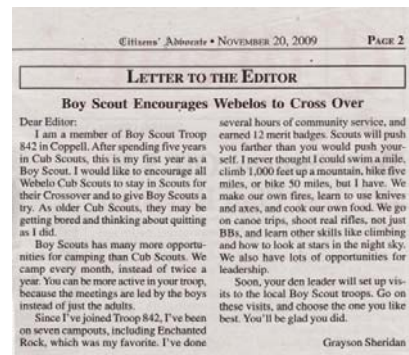 Citizens' Advocate • NOVEMBER 20, 2009 PAGE 2
LETTER TO THE EDITOR
Boy Scout Encourages Webelos to Cross Over
Dear Editor:
I am a member of Boy Scout Troop
842 in Coppell. After spending five years
in Cub Scouts, this is my first year as a
Boy Scout. I would like to encourage all
Webelo Cub Scouts to stay in Scouts for
their Crossover and to give Boy Scouts a
try. As older Cub Scouts, they may be
getting bored and thinking about quitting
as I did.
Boy Scouts has many more opportu-
nities for camping than Cub Scouts. We
camp every month, instead of twice a
year. You can be more active in your troop,
because the meetings are led by the boys
instead of just the adults.
Since I've joined Troop 842, I've been
on seven campouts, including Enchanted
Rock, which was my favorite. I've done
several hours of community service, and
earned 12 merit badges. Scouts will push
you farther than you would push your-
self. I never thought I could swim a mile,
climb 1,000 feet up a mountain, hike five
miles, or bike 50 miles, but I have. We
make our own fires, learn to use knives
and axes, and cook our own food. We go
on canoe trips, shoot real rifles, not just
BBs, and learn other skills like climbing
and how to look at stars in the night sky.
We also have lots of opportunities for
leadership.
Soon, your den leader will set up vis-
its to the local Boy Scout troops. Go on
these visits, and choose the one you like
best. You'll be glad you did.
Grayson Sheridan